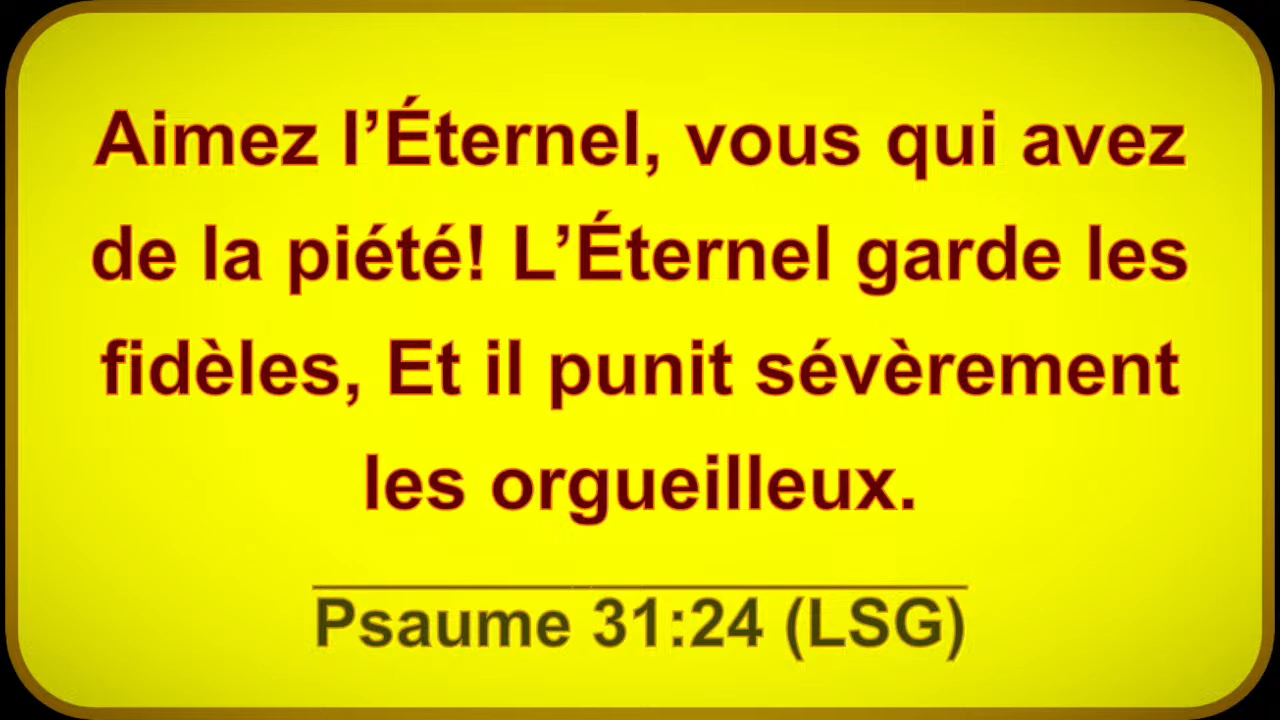 Aimez l’Éternel, vous qui avez
de la piété! L’Éternel garde les
fidèles, Et il punit sévèrement
les orgueilleux.
Psaume 31:24 (LSG)